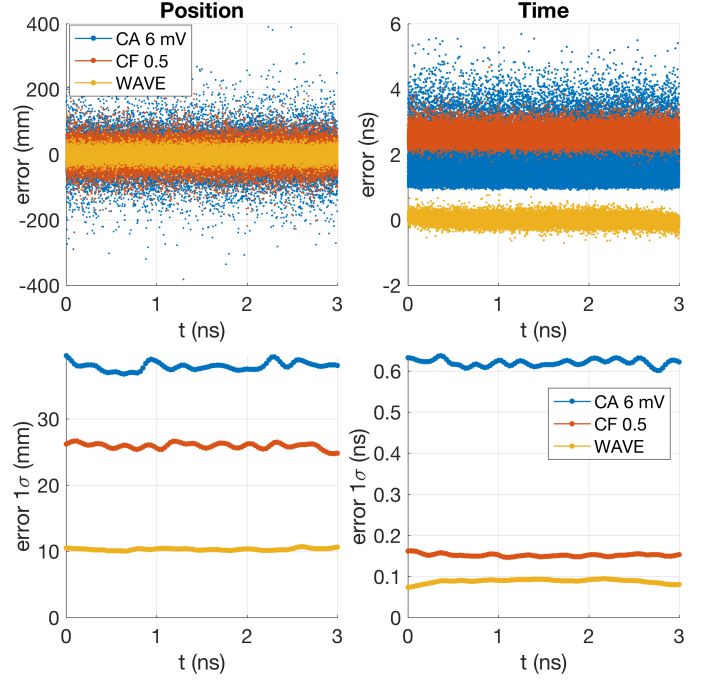 Position
error (mm)
400
200
0
-200
-400
CA 6 mV
CF 0.5
WAVE
0
1
2
3
t (ns)
Time
error (ns)
6
4
2
0
-2
0
1
2
3
t (ns)
error 1σ (mm)
30
20
10
0
0
1
2
3
t (ns)
error 1σ (ns)
0.6
0.5
0.4
0.3
0.2
0.1
0
CA 6 mV
CF 0.5
WAVE
0
1
2
3
t (ns)